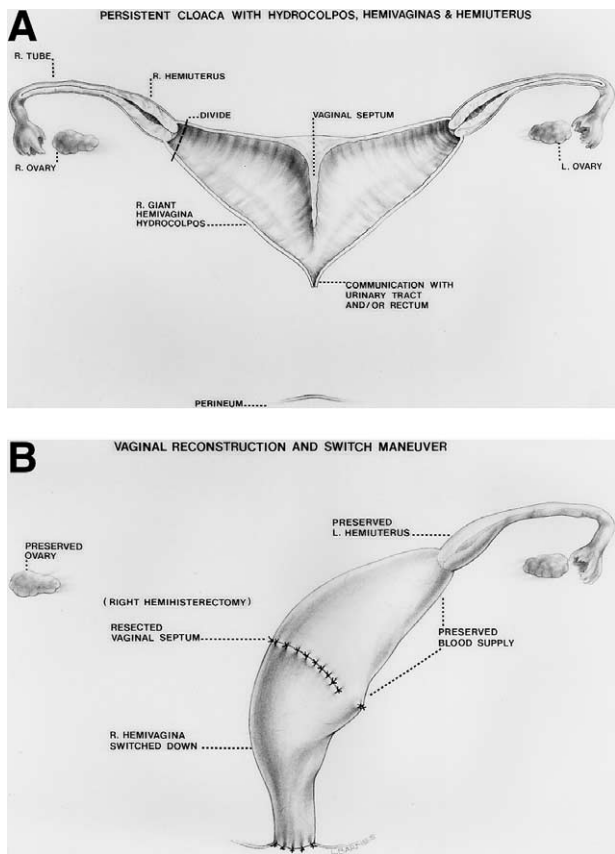 A
PERSISTENT CLOACA WITH HYDROCOLPOS, HEMIVAGINAS & HEMIUTERUS
R. TUBE
R. HEMIUTERUS
DIVIDE
VAGINAL SEPTUM
R. OVARY
L. OVARY
R. GIANT
HEMIVAGINA
HYDROCOLPOS
COMMUNICATION WITH
URINARY TRACT
AND/OR RECTUM
PERINEUM
B
VAGINAL RECONSTRUCTION AND SWITCH MANEUVER
PRESERVED
L. HEMIUTERUS
PRESERVED
OVARY
(RIGHT HEMIHISTERECTOMY)
RESECTED
VAGINAL SEPTUM
PRESERVED
BLOOD SUPPLY
R. HEMIVAGINA
SWITCHED DOWN